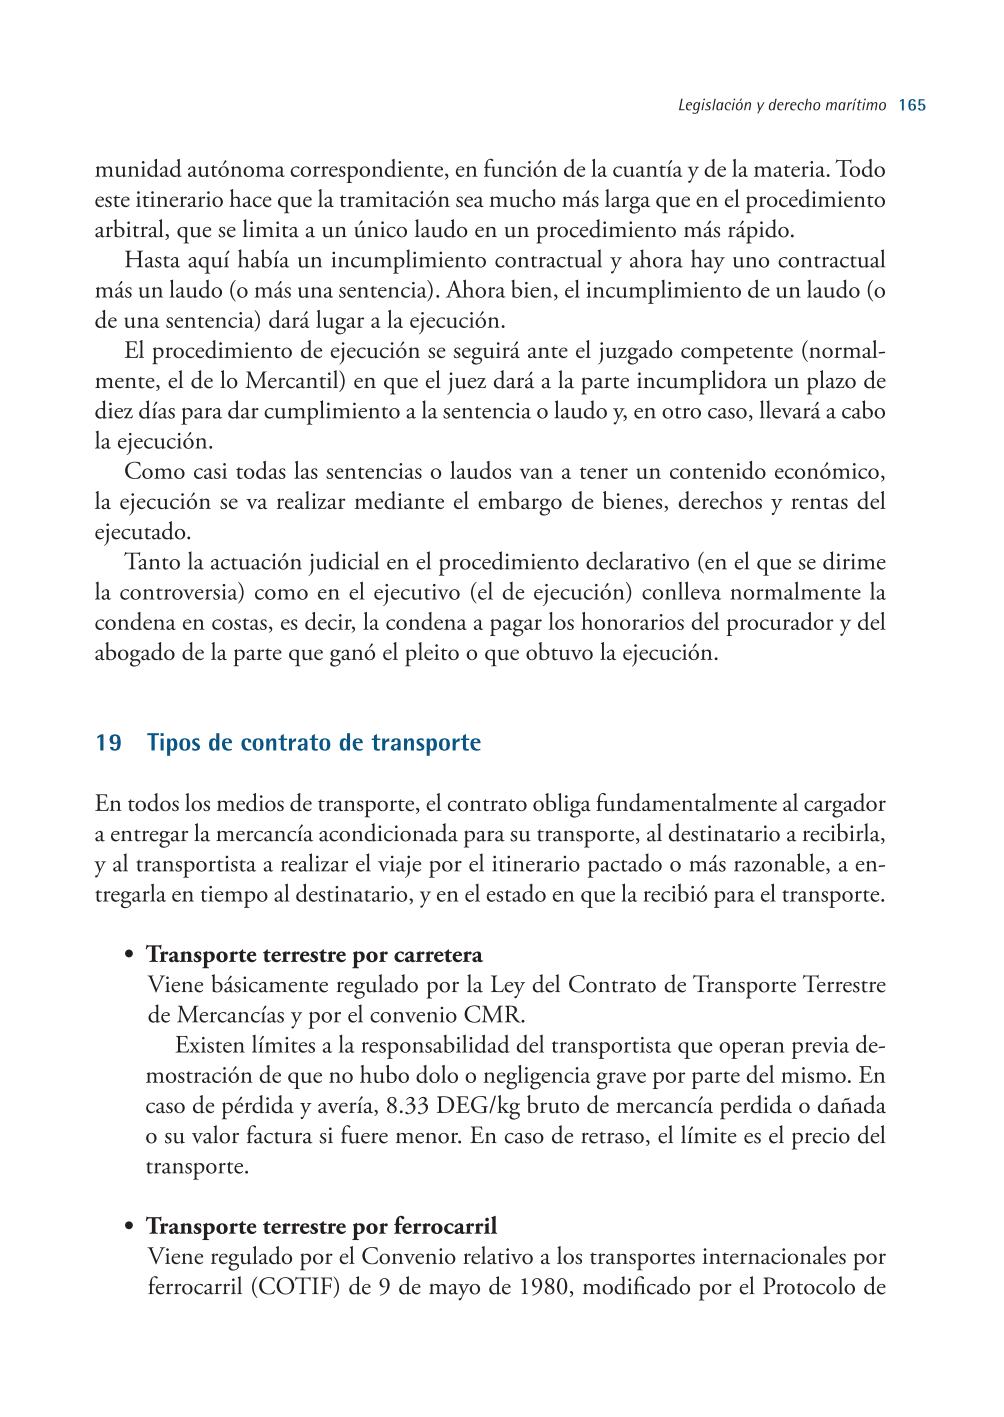 Legislación y derecho marítimo 165
munidad autónoma correspondiente, en función de la cuantía y de la materia. Todo
este itinerario hace que la tramitación sea mucho más larga que en el procedimiento
arbitral, que se limita a un único laudo en un procedimiento más rápido.
Hasta aquí había un incumplimiento contractual y ahora hay uno contractual
más un laudo (o más una sentencia). Ahora bien, el incumplimiento de un laudo (o
de una sentencia) dará lugar a la ejecución.
El procedimiento de ejecución se seguirá ante el juzgado competente (normal-
mente, el de lo Mercantil) en que el juez dará a la parte incumplidora un plazo de
diez días para dar cumplimiento a la sentencia o laudo y, en otro caso, llevará a cabo
la ejecución.
Como casi todas las sentencias o laudos van a tener un contenido económico,
la ejecución se va realizar mediante el embargo de bienes, derechos y rentas del
ejecutado.
Tanto la actuación judicial en el procedimiento declarativo (en el que se dirime
la controversia) como en el ejecutivo (el de ejecución) conlleva normalmente la
condena en costas, es decir, la condena a pagar los honorarios del procurador y del
abogado de la parte que ganó el pleito o que obtuvo la ejecución.
19 Tipos de contrato de transporte
En todos los medios de transporte, el contrato obliga fundamentalmente al cargador
a entregar la mercancía acondicionada para su transporte, al destinatario a recibirla,
y al transportista a realizar el viaje por el itinerario pactado o más razonable, a en-
tregarla en tiempo al destinatario, y en el estado en que la recibió para el transporte.
• Transporte terrestre por carretera
Viene básicamente regulado por la Ley del Contrato de Transporte Terrestre
de Mercancías y por el convenio CMR.
Existen límites a la responsabilidad del transportista que operan previa de-
mostración de que no hubo dolo o negligencia grave por parte del mismo. En
caso de pérdida y avería, 8.33 DEG/kg bruto de mercancía perdida o dañada
o su valor factura si fuere menor. En caso de retraso, el límite es el precio del
transporte.
• Transporte terrestre por ferrocarril
Viene regulado por el Convenio relativo a los transportes internacionales por
ferrocarril (COTIF) de 9 de mayo de 1980, modificado por el Protocolo de